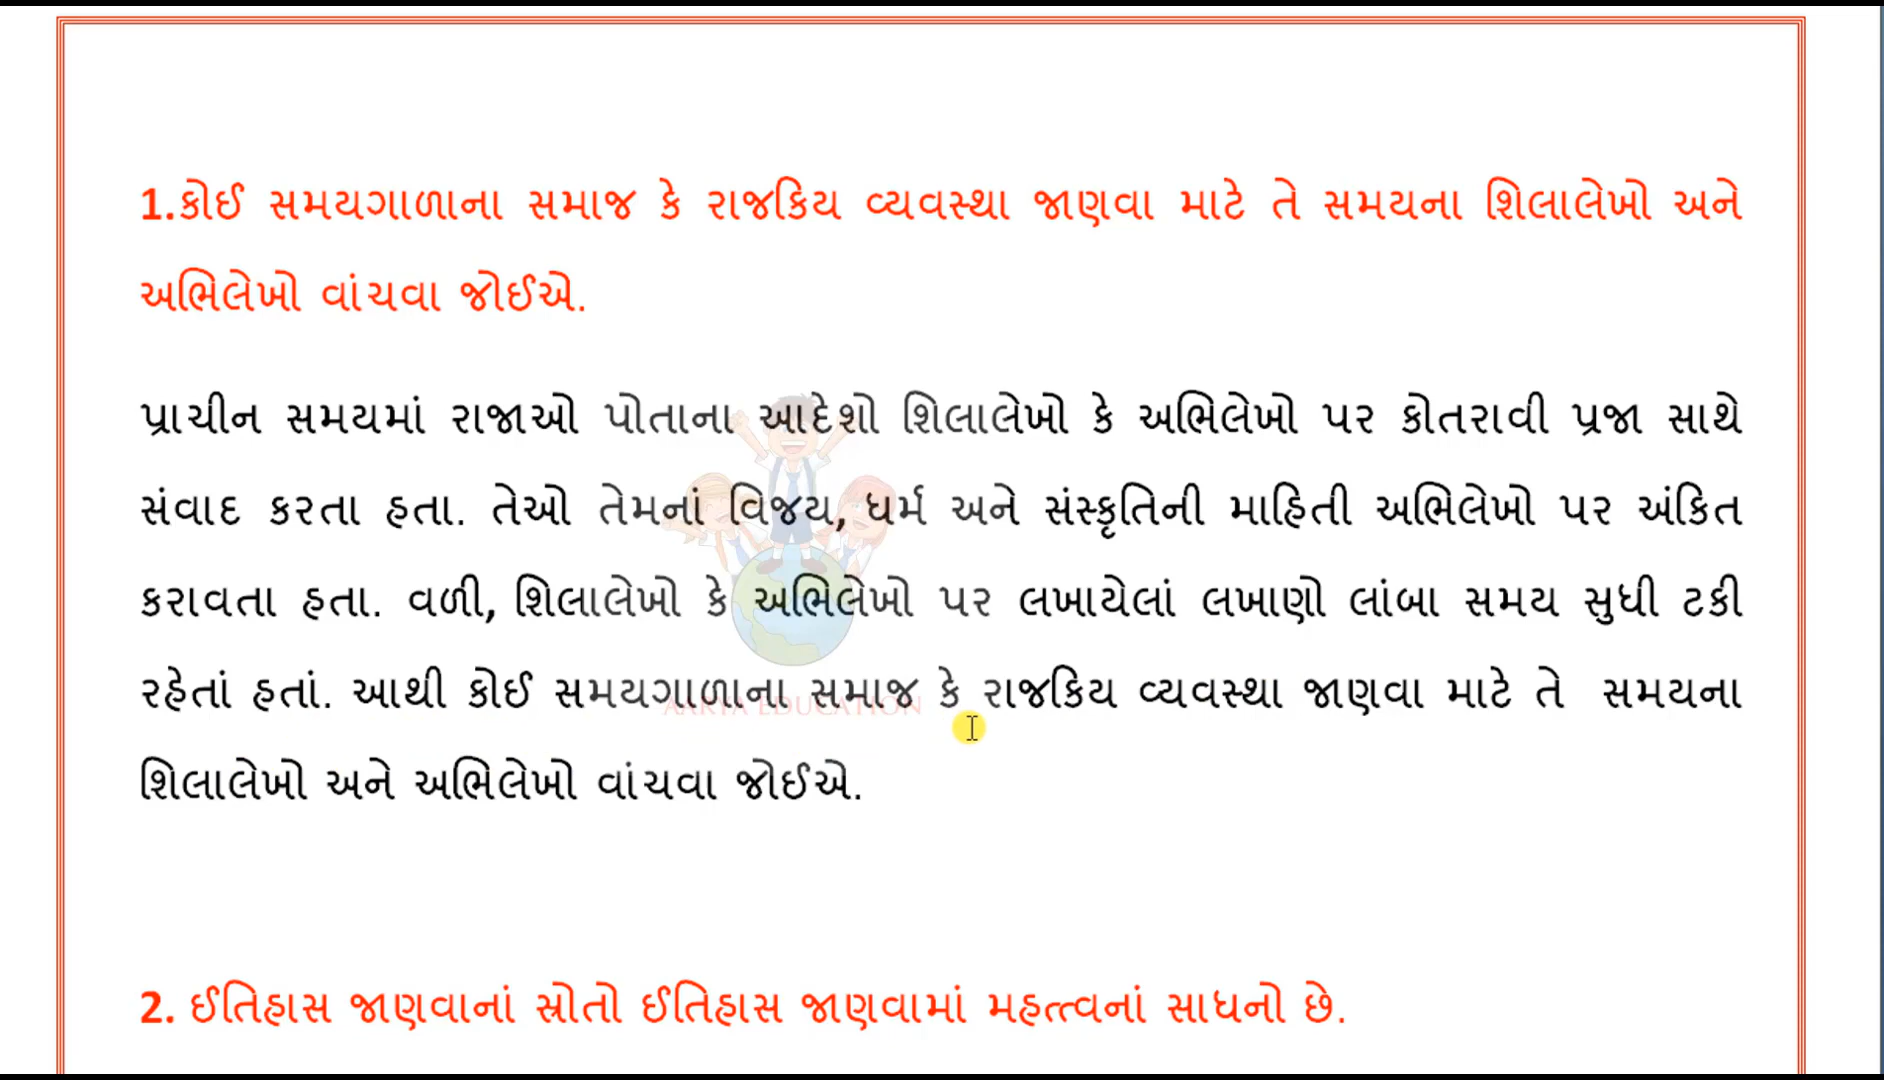 1.કોઈ સમયગાળાના સમાજ કે રાજકિય વ્યવસ્થા જાણવા માટે તે સમયના શિલાલેખો અને
અભિલેખો વાંચવા જોઈએ.
પ્રાચીન સમયમાં રાજાઓ પોતાના આદેશો શિલાલેખો કે અભિલેખો પર કોતરાવી પ્રજા સાથે
સંવાદ કરતા હતા. તેઓ તેમનાં વિજય, ધર્મ અને સંસ્કૃતિની માહિતી અભિલેખો પર અંકિત
કરાવતા હતા. વળી, શિલાલેખો કે અભિલેખો પર લખાયેલાં લખાણો લાંબા સમય સુધી ટકી
રહેતાં હતાં. આથી કોઈ સમયગાળાના સમાજ કે રાજકિય વ્યવસ્થા જાણવા માટે તે સમયના
AARYA EDUCATION
શિલાલેખો અને અભિલેખો વાંચવા જોઈએ.
2. ઈતિહાસ જાણવાનાં સ્રોતો ઈતિહાસ જાણવામાં મહત્ત્વનાં સાધનો છે.